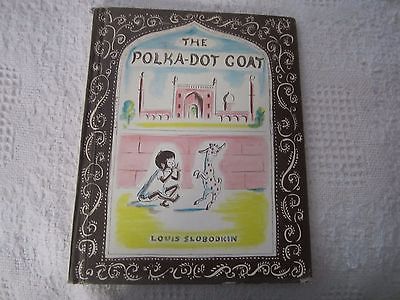 THE
POLKA-DOT GOAT
LOUIS SLOBODKIN